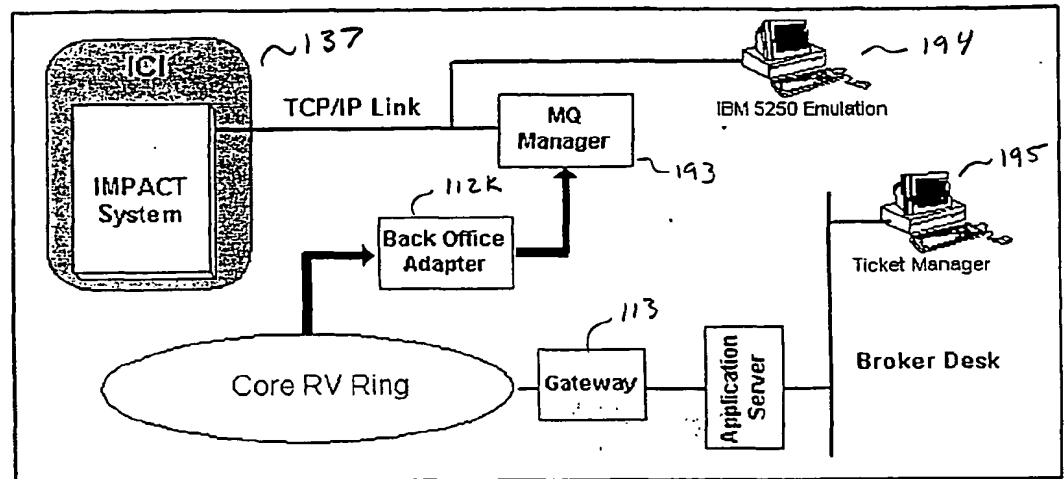 ICI
137
194
TCP/IP Link
IBM 5250 Emulation
MQ
Manager
193
IMPACT
System
112K
195
Back Office
Adapter
Ticket Manager
113
Core RV Ring
Gateway
Application
Server
Broker Desk